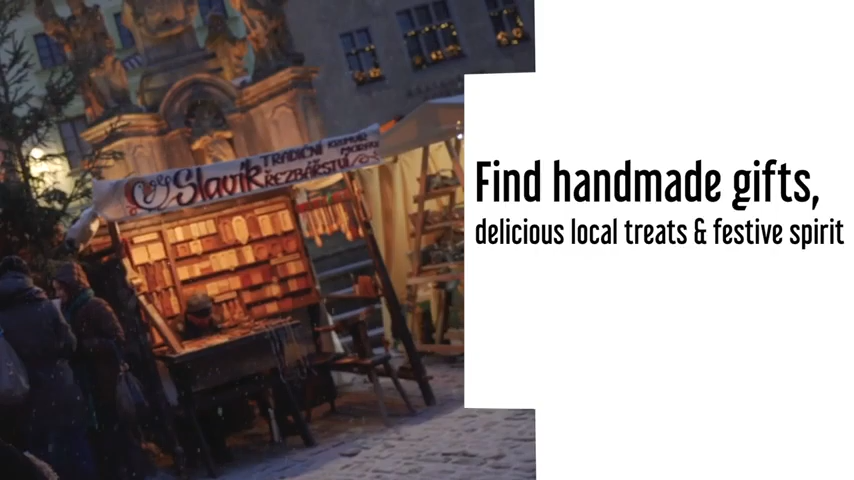 Slavík
TRADIČNÍ
ŘEZBÁŘSTVÍ
Find handmade gifts,
delicious local treats & festive spirit